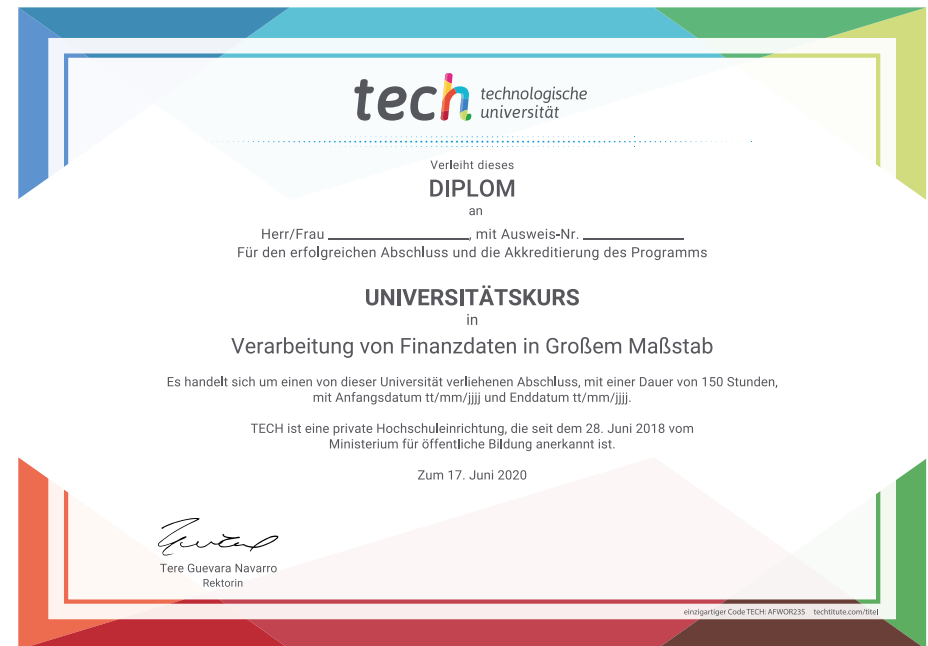 tech technologische
universität
Verleiht dieses
DIPLOM
an
Herr/Frau ____________________, mit Ausweis-Nr. ______________
Für den erfolgreichen Abschluss und die Akkreditierung des Programms
UNIVERSITÄTSKURS
in
Verarbeitung von Finanzdaten in Großem Maßstab
Es handelt sich um einen von dieser Universität verliehenen Abschluss, mit einer Dauer von 150 Stunden,
mit Anfangsdatum tt/mm/jjjj und Enddatum tt/mm/jjjj.
TECH ist eine private Hochschuleinrichtung, die seit dem 28. Juni 2018 vom
Ministerium für öffentliche Bildung anerkannt ist.
Zum 17. Juni 2020
Tere Guevara Navarro
Rektorin
einzigartiger Code TECH: AFWOR235 techtitute.com/titel